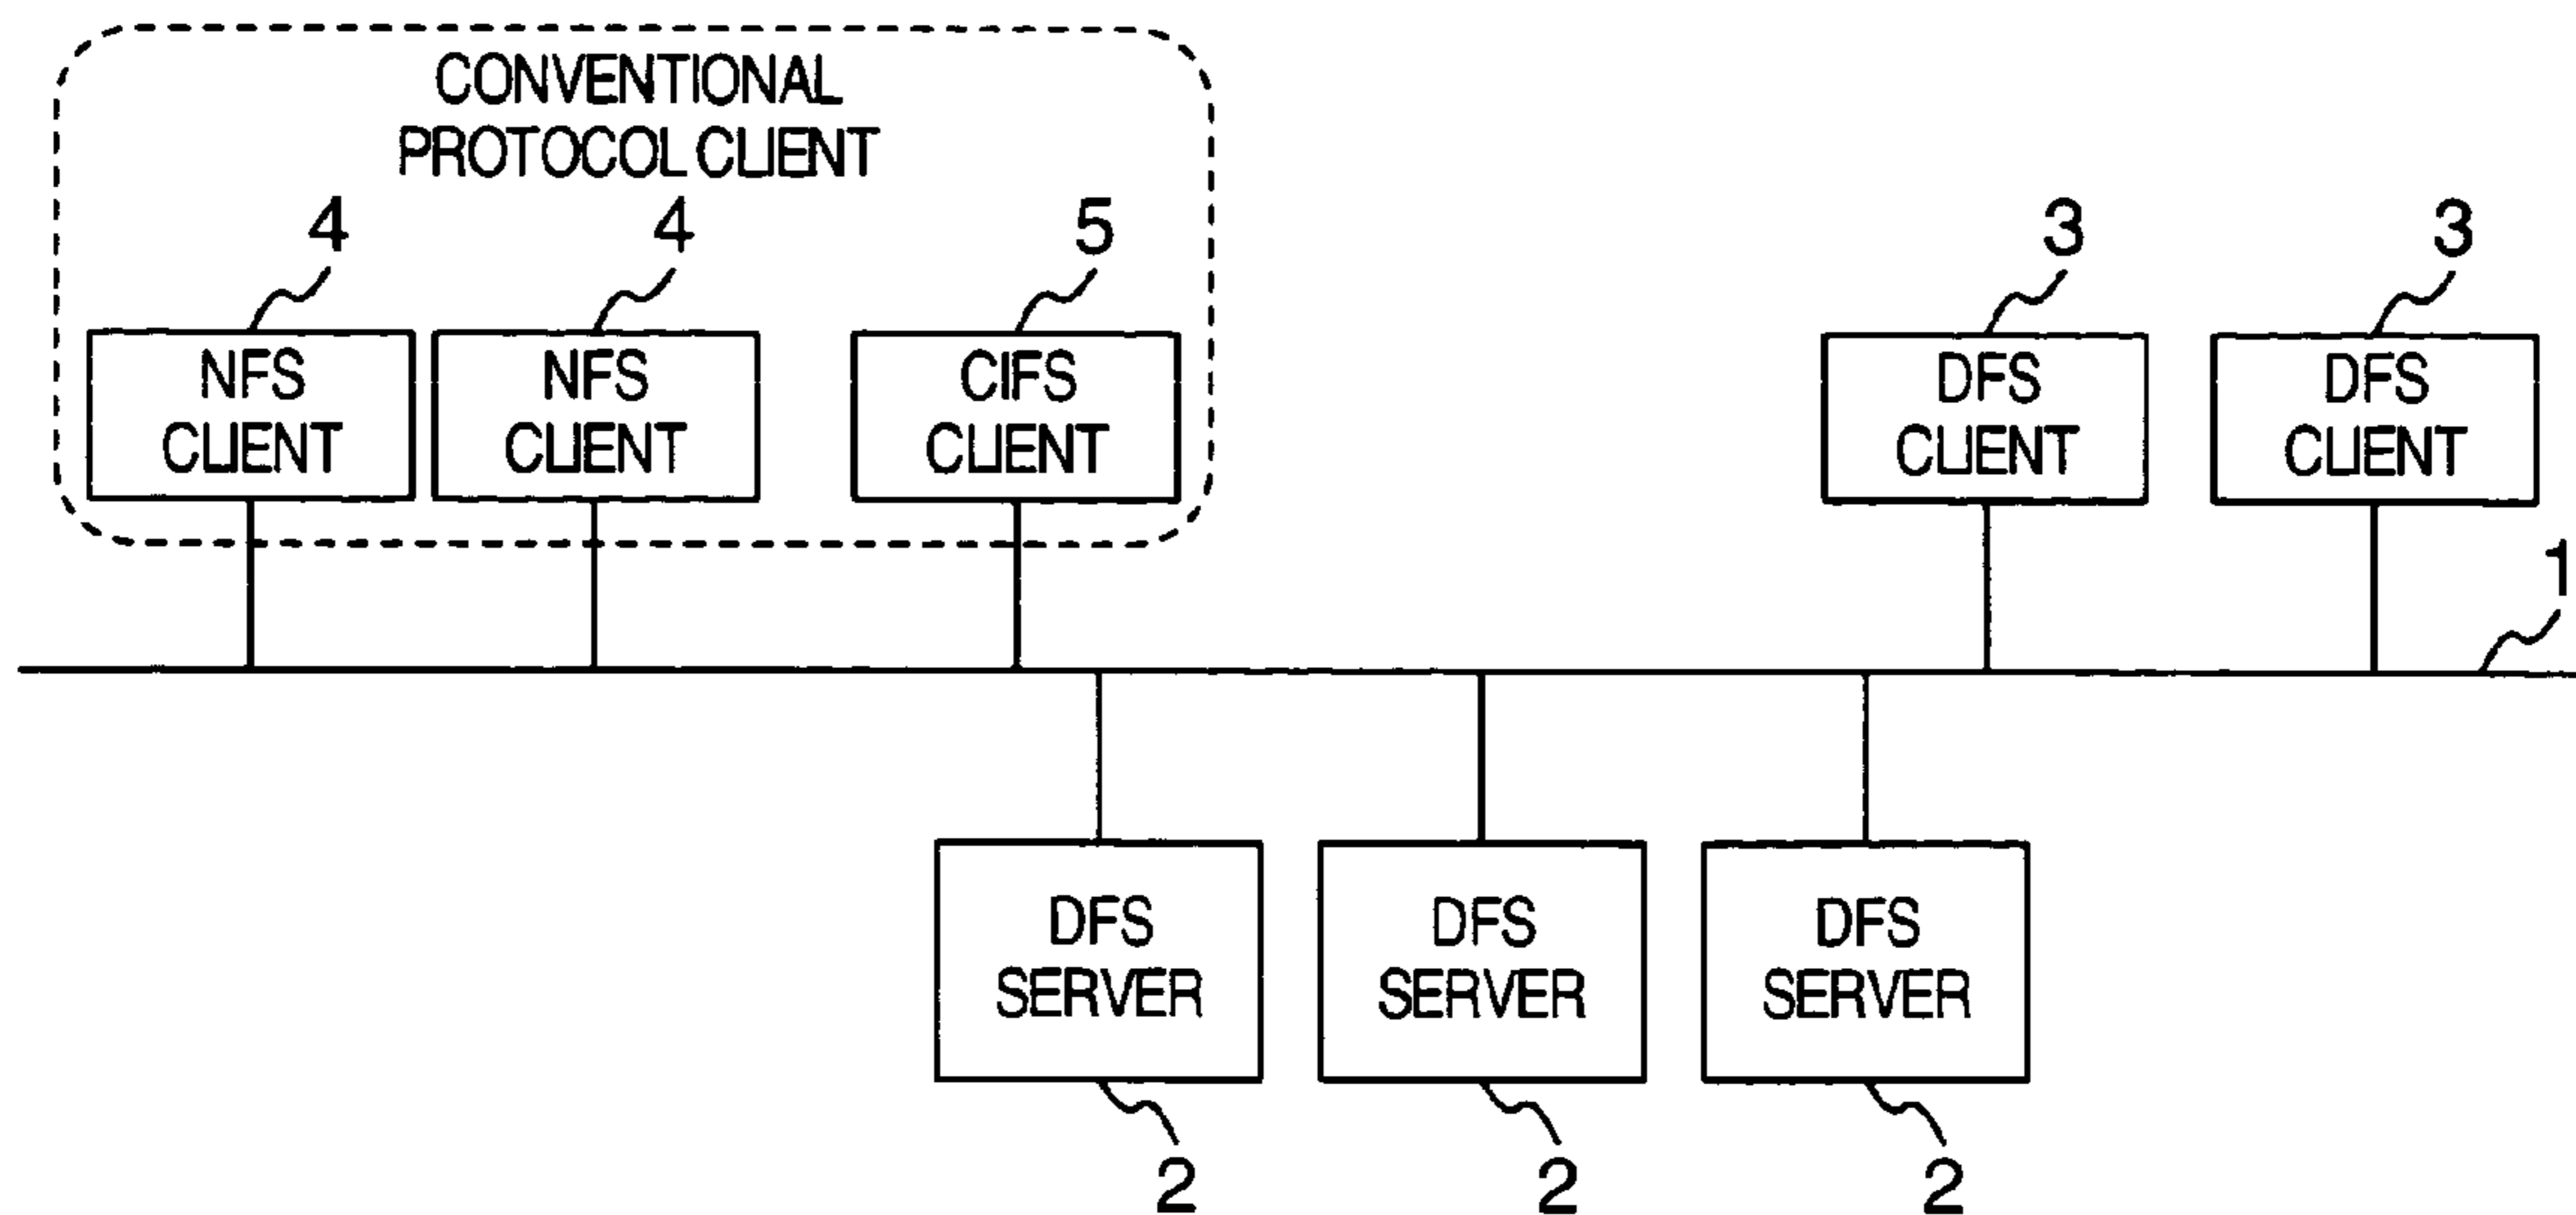 CONVENTIONAL
PROTOCOL CLIENT
4
4
5
3
3
NFS
CLIENT
NFS
CLIENT
CIFS
CLIENT
DFS
CLIENT
DFS
CLIENT
1
DFS
SERVER
DFS
SERVER
DFS
SERVER
2
2
2